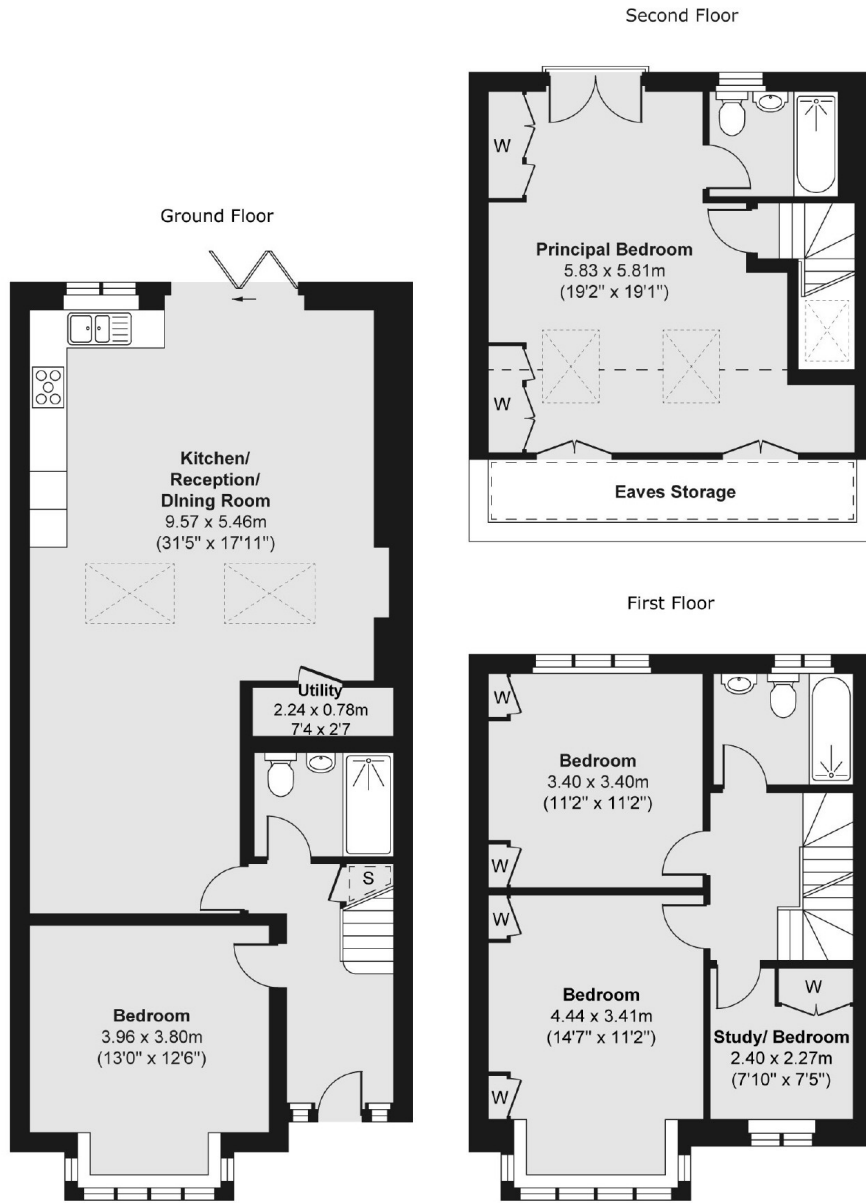 Second Floor
W
Principal Bedroom
5.83 x 5.81m
(19'2" x 19'1")
W
Eaves Storage
Ground Floor
Kitchen/
Reception/
DIning Room
9.57 x 5.46m
(31'5" x 17'11")
Utility
2.24 x 0.78m
7'4 x 2'7
S
Bedroom
3.96 x 3.80m
(13'0" x 12'6")
First Floor
W
Bedroom
3.40 x 3.40m
(11'2" x 11'2")
W
W
Bedroom
4.44 x 3.41m
(14'7" x 11'2")
W
W
Study/ Bedroom
2.40 x 2.27m
(7'10" x 7'5")